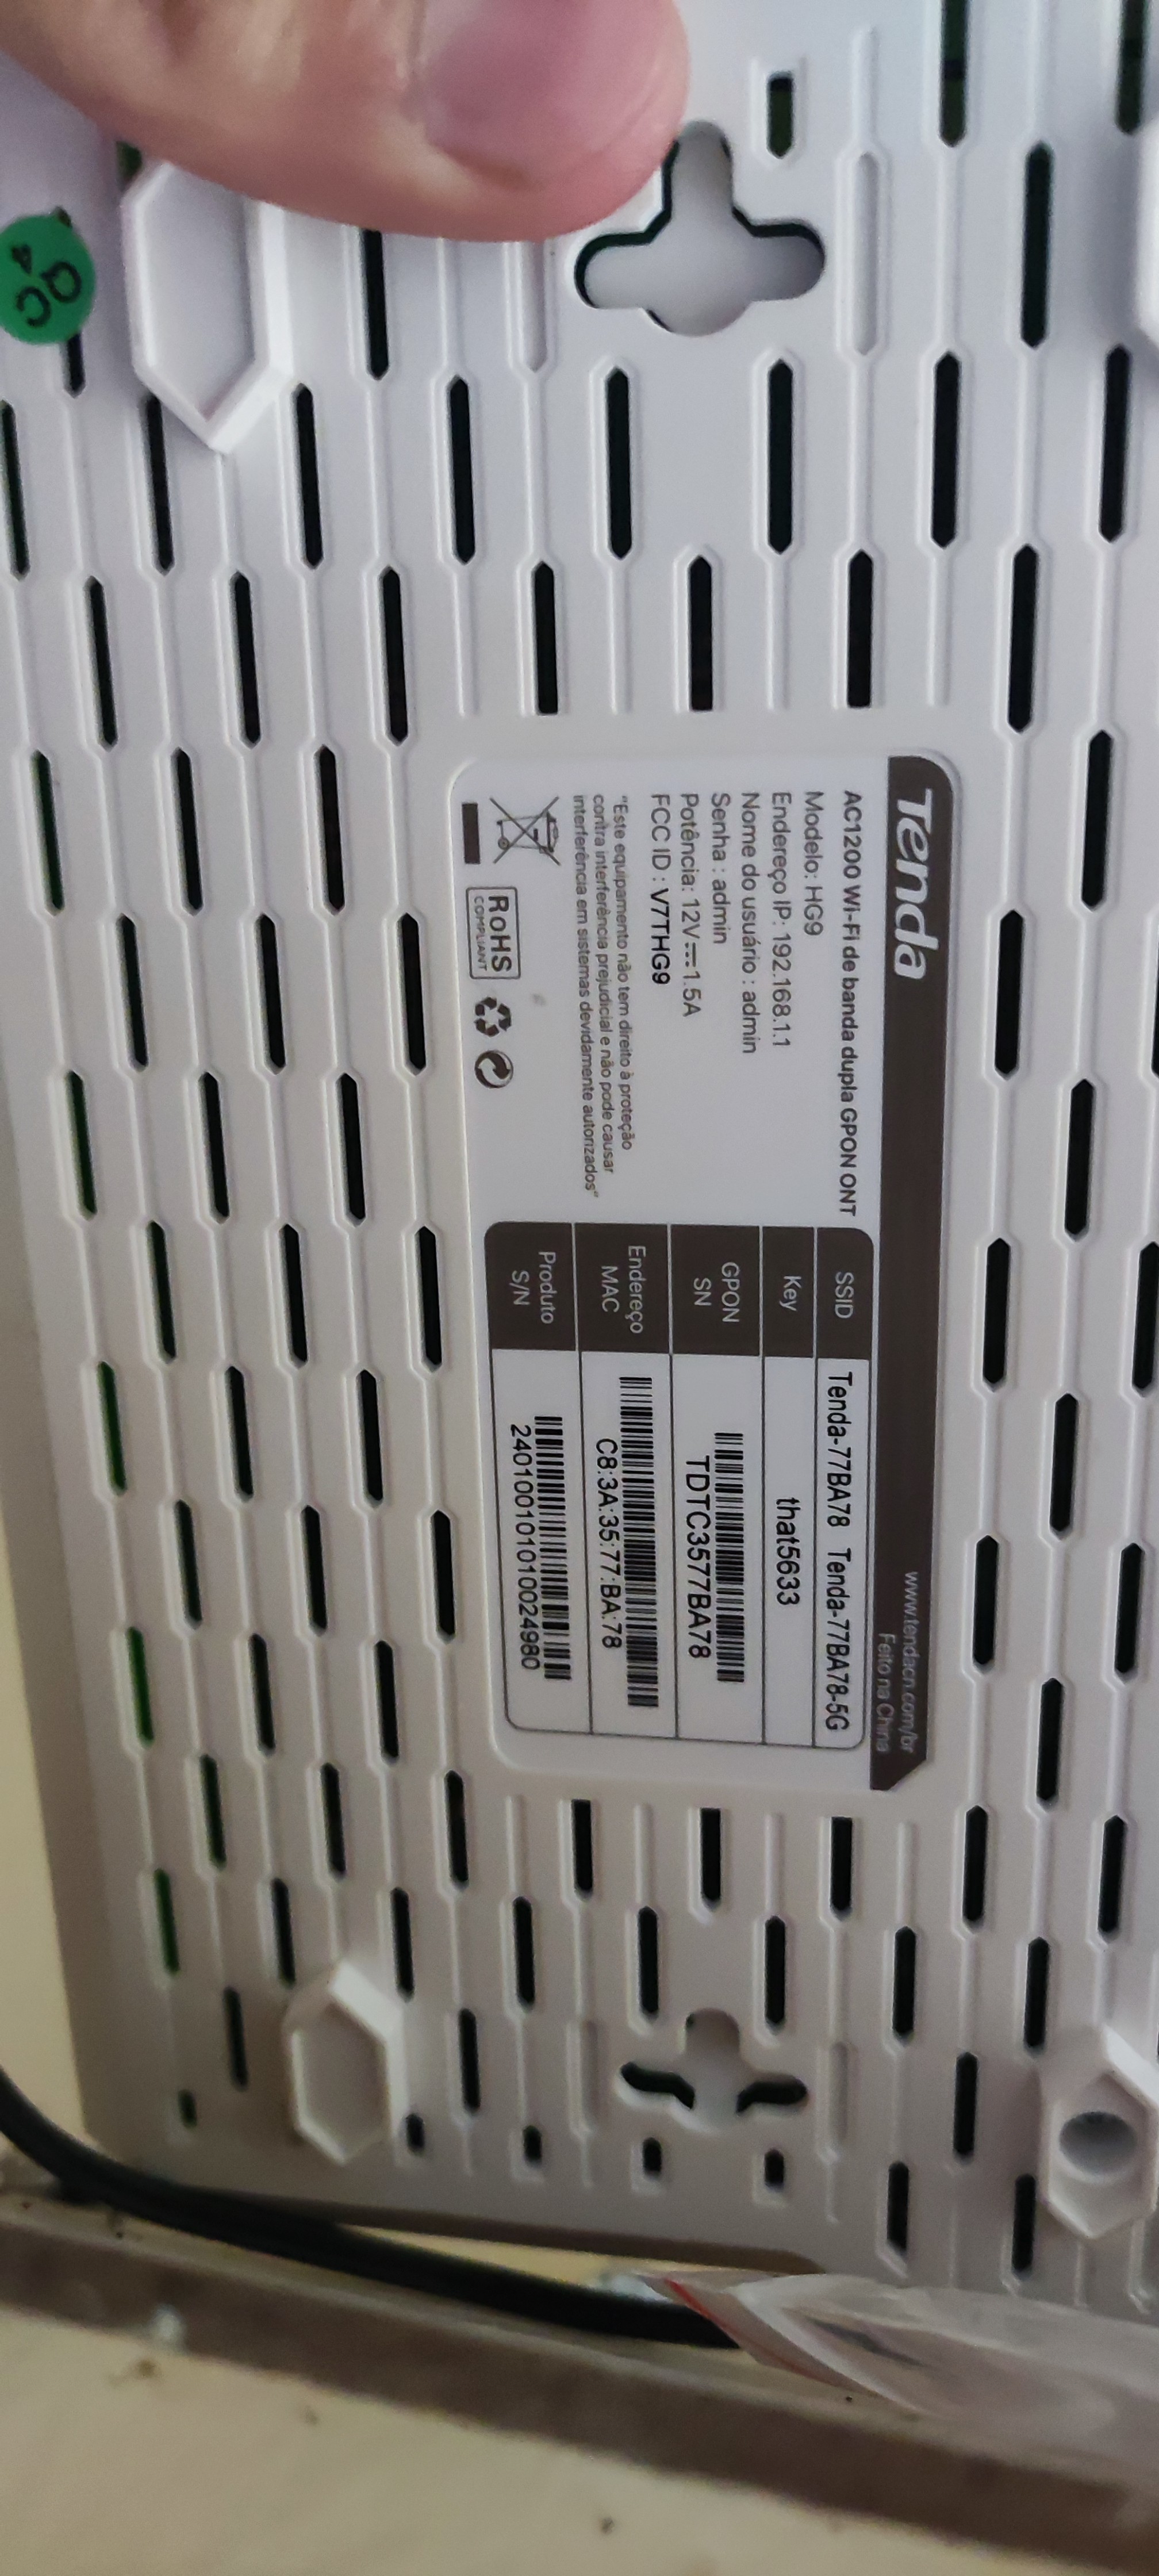 Tenda
www.tendacn.com/br
Feito na China
AC1200 Wi-Fi de banda dupla GPON ONT
Modelo: HG9
Endereço IP: 192.168.1.1
Nome do usuário : admin
Senha : admin
Potência: 12V⎓1.5A
FCC ID : V7THG9
"Este equipamento não tem direito à proteção
contra interferência prejudicial e não pode causar
interferência em sistemas devidamente autorizados"
RoHS
COMPLIANT
SSID
Tenda-77BA78 Tenda-77BA78-5G
Key
that5633
GPON
SN
TDTC3577BA78
Endereço
MAC
C8:3A:35:77:BA:78
Produto
S/N
240100101010024980
QC